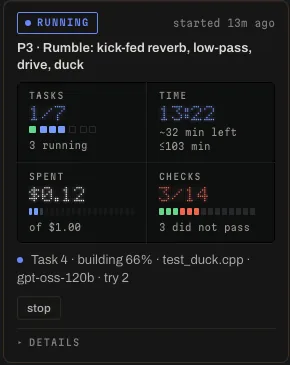 RUNNING
started 13m ago
P3 · Rumble: kick-fed reverb, low-pass,
drive, duck
TASKS
1/7
3 running
TIME
13:22
~32 min left
≤103 min
SPENT
$0.12
of $1.00
CHECKS
3/14
3 did not pass
Task 4 · building 66% · test_duck.cpp ·
gpt-oss-120b · try 2
stop
DETAILS